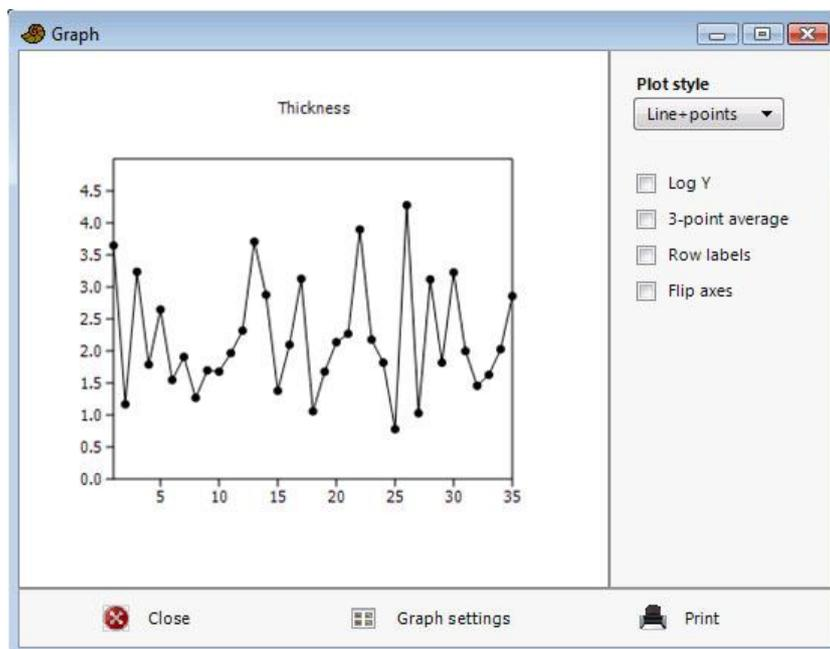 Graph
Thickness
4.5
4.0
3.5
3.0
2.5
2.0
1.5
1.0
0.5
0.0
5 10 15 20 25 30 35
Plot style
Line+points
Log Y
3-point average
Row labels
Flip axes
Close Graph settings Print